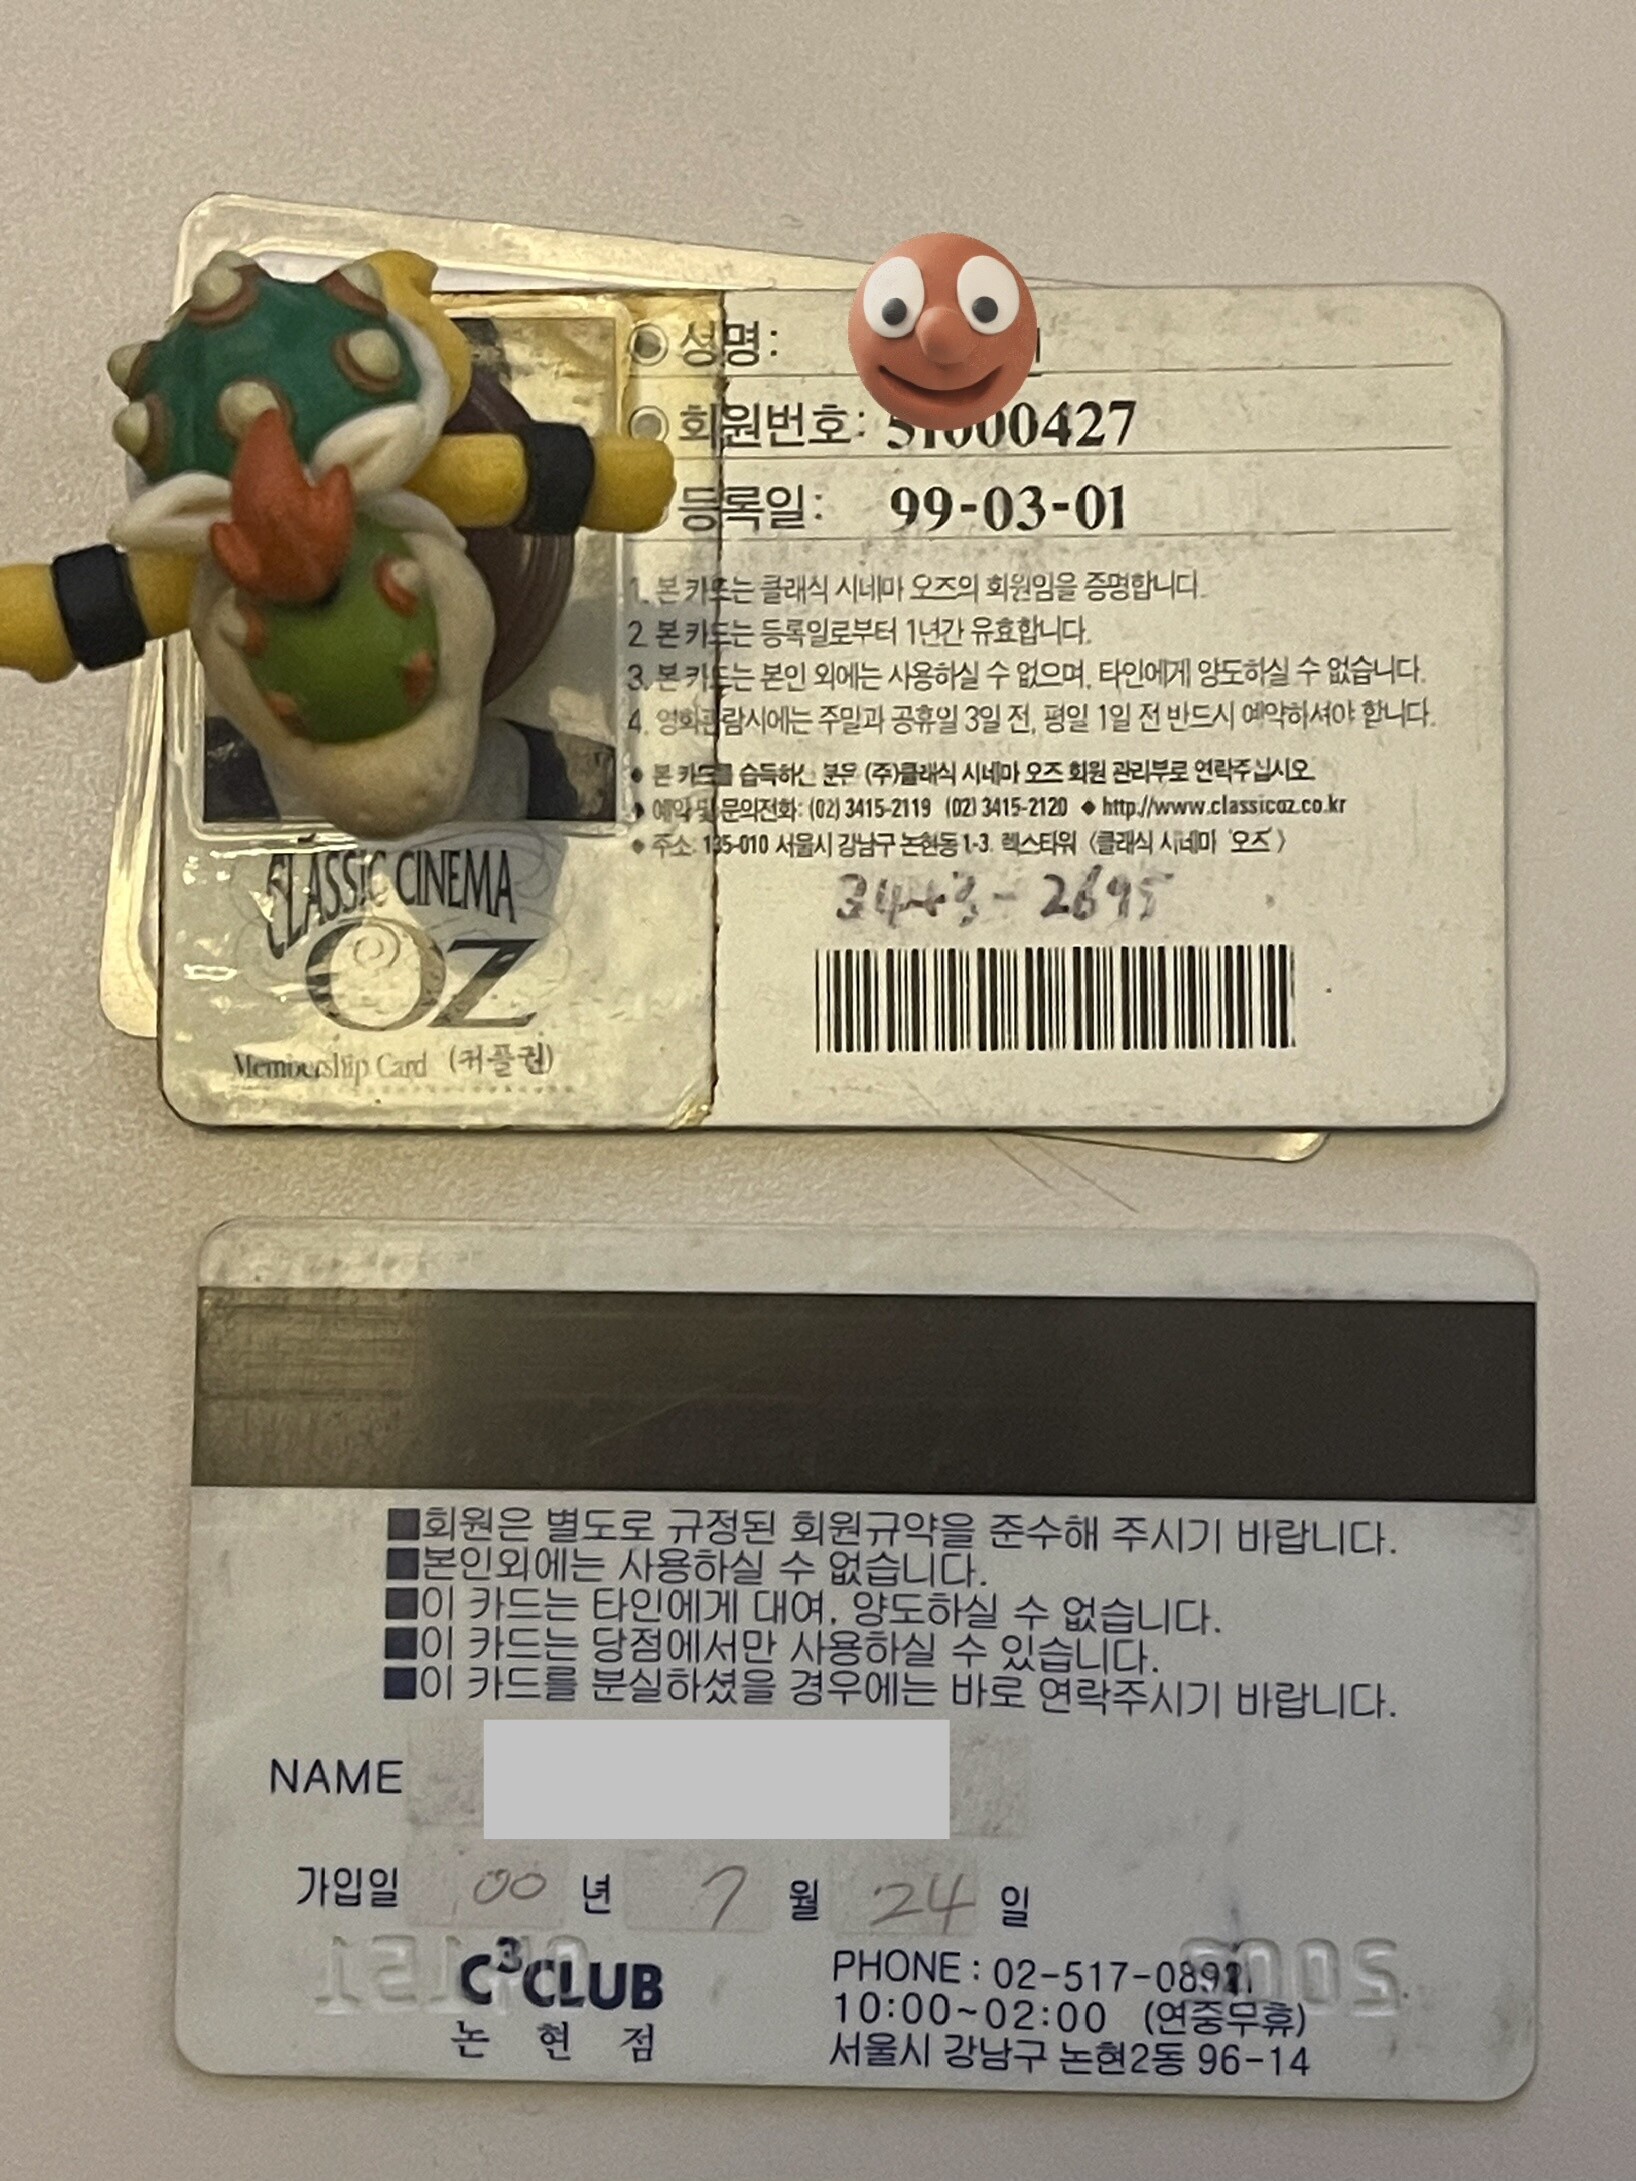 성명:
회원번호: 51000427
등록일: 99-03-01
1. 본 카드는 클래식 시네마 오즈의 회원임을 증명합니다.
2. 본 카드는 등록일로부터 1년간 유효합니다.
3. 본 카드는 본인 외에는 사용하실 수 없으며, 타인에게 양도하실 수 없습니다.
4. 영화관람시에는 주말과 공휴일 3일 전, 평일 1일 전 반드시 예약하셔야 합니다.
◆ 본 카드를 습득하신 분은 (주)클래식 시네마 오즈 회원 관리부로 연락주십시오.
◆ 예약 및 문의전화: (02) 3415-2119 (02) 3415-2120 ◆ http://www.classicoz.co.kr
◆ 주소: 135-010 서울시 강남구 논현동 1-3. 렉스타워 〈클래식 시네마 '오즈'〉
3443-2695
CLASSIC CINEMA
OZ
Membership Card (커플권)
■회원은 별도로 규정된 회원규약을 준수해 주시기 바랍니다.
■본인외에는 사용하실 수 없습니다.
■이 카드는 타인에게 대여, 양도하실 수 없습니다.
■이 카드는 당점에서만 사용하실 수 있습니다.
■이 카드를 분실하셨을 경우에는 바로 연락주시기 바랍니다.
NAME
가입일 00 년 7 월 24 일
C³CLUB
논 현 점
PHONE : 02-517-0891
10:00~02:00 (연중무휴)
서울시 강남구 논현2동 96-14